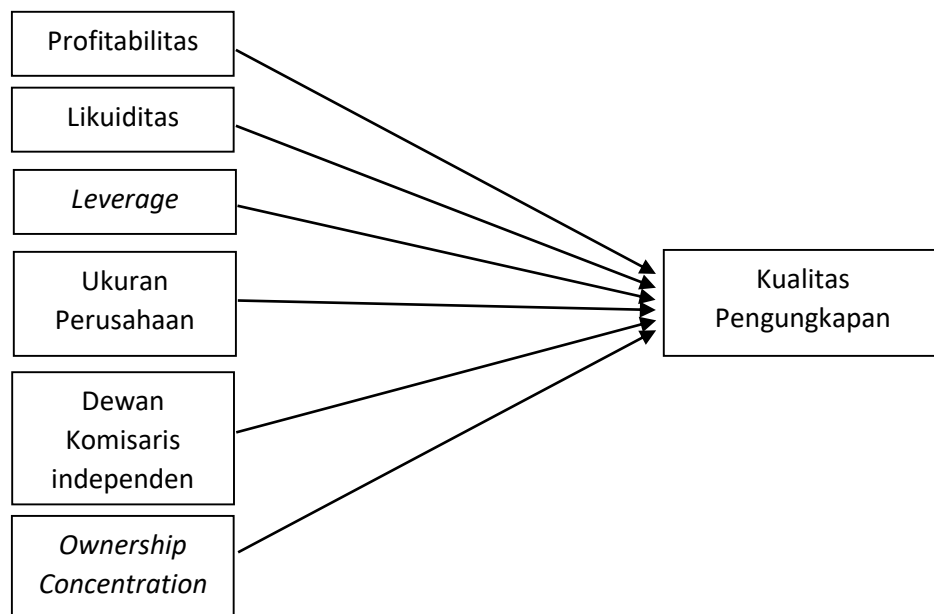 Profitabilitas
Likuiditas
Leverage
Ukuran
Perusahaan
Kualitas
Pengungkapan
Dewan
Komisaris
independen
Ownership
Concentration